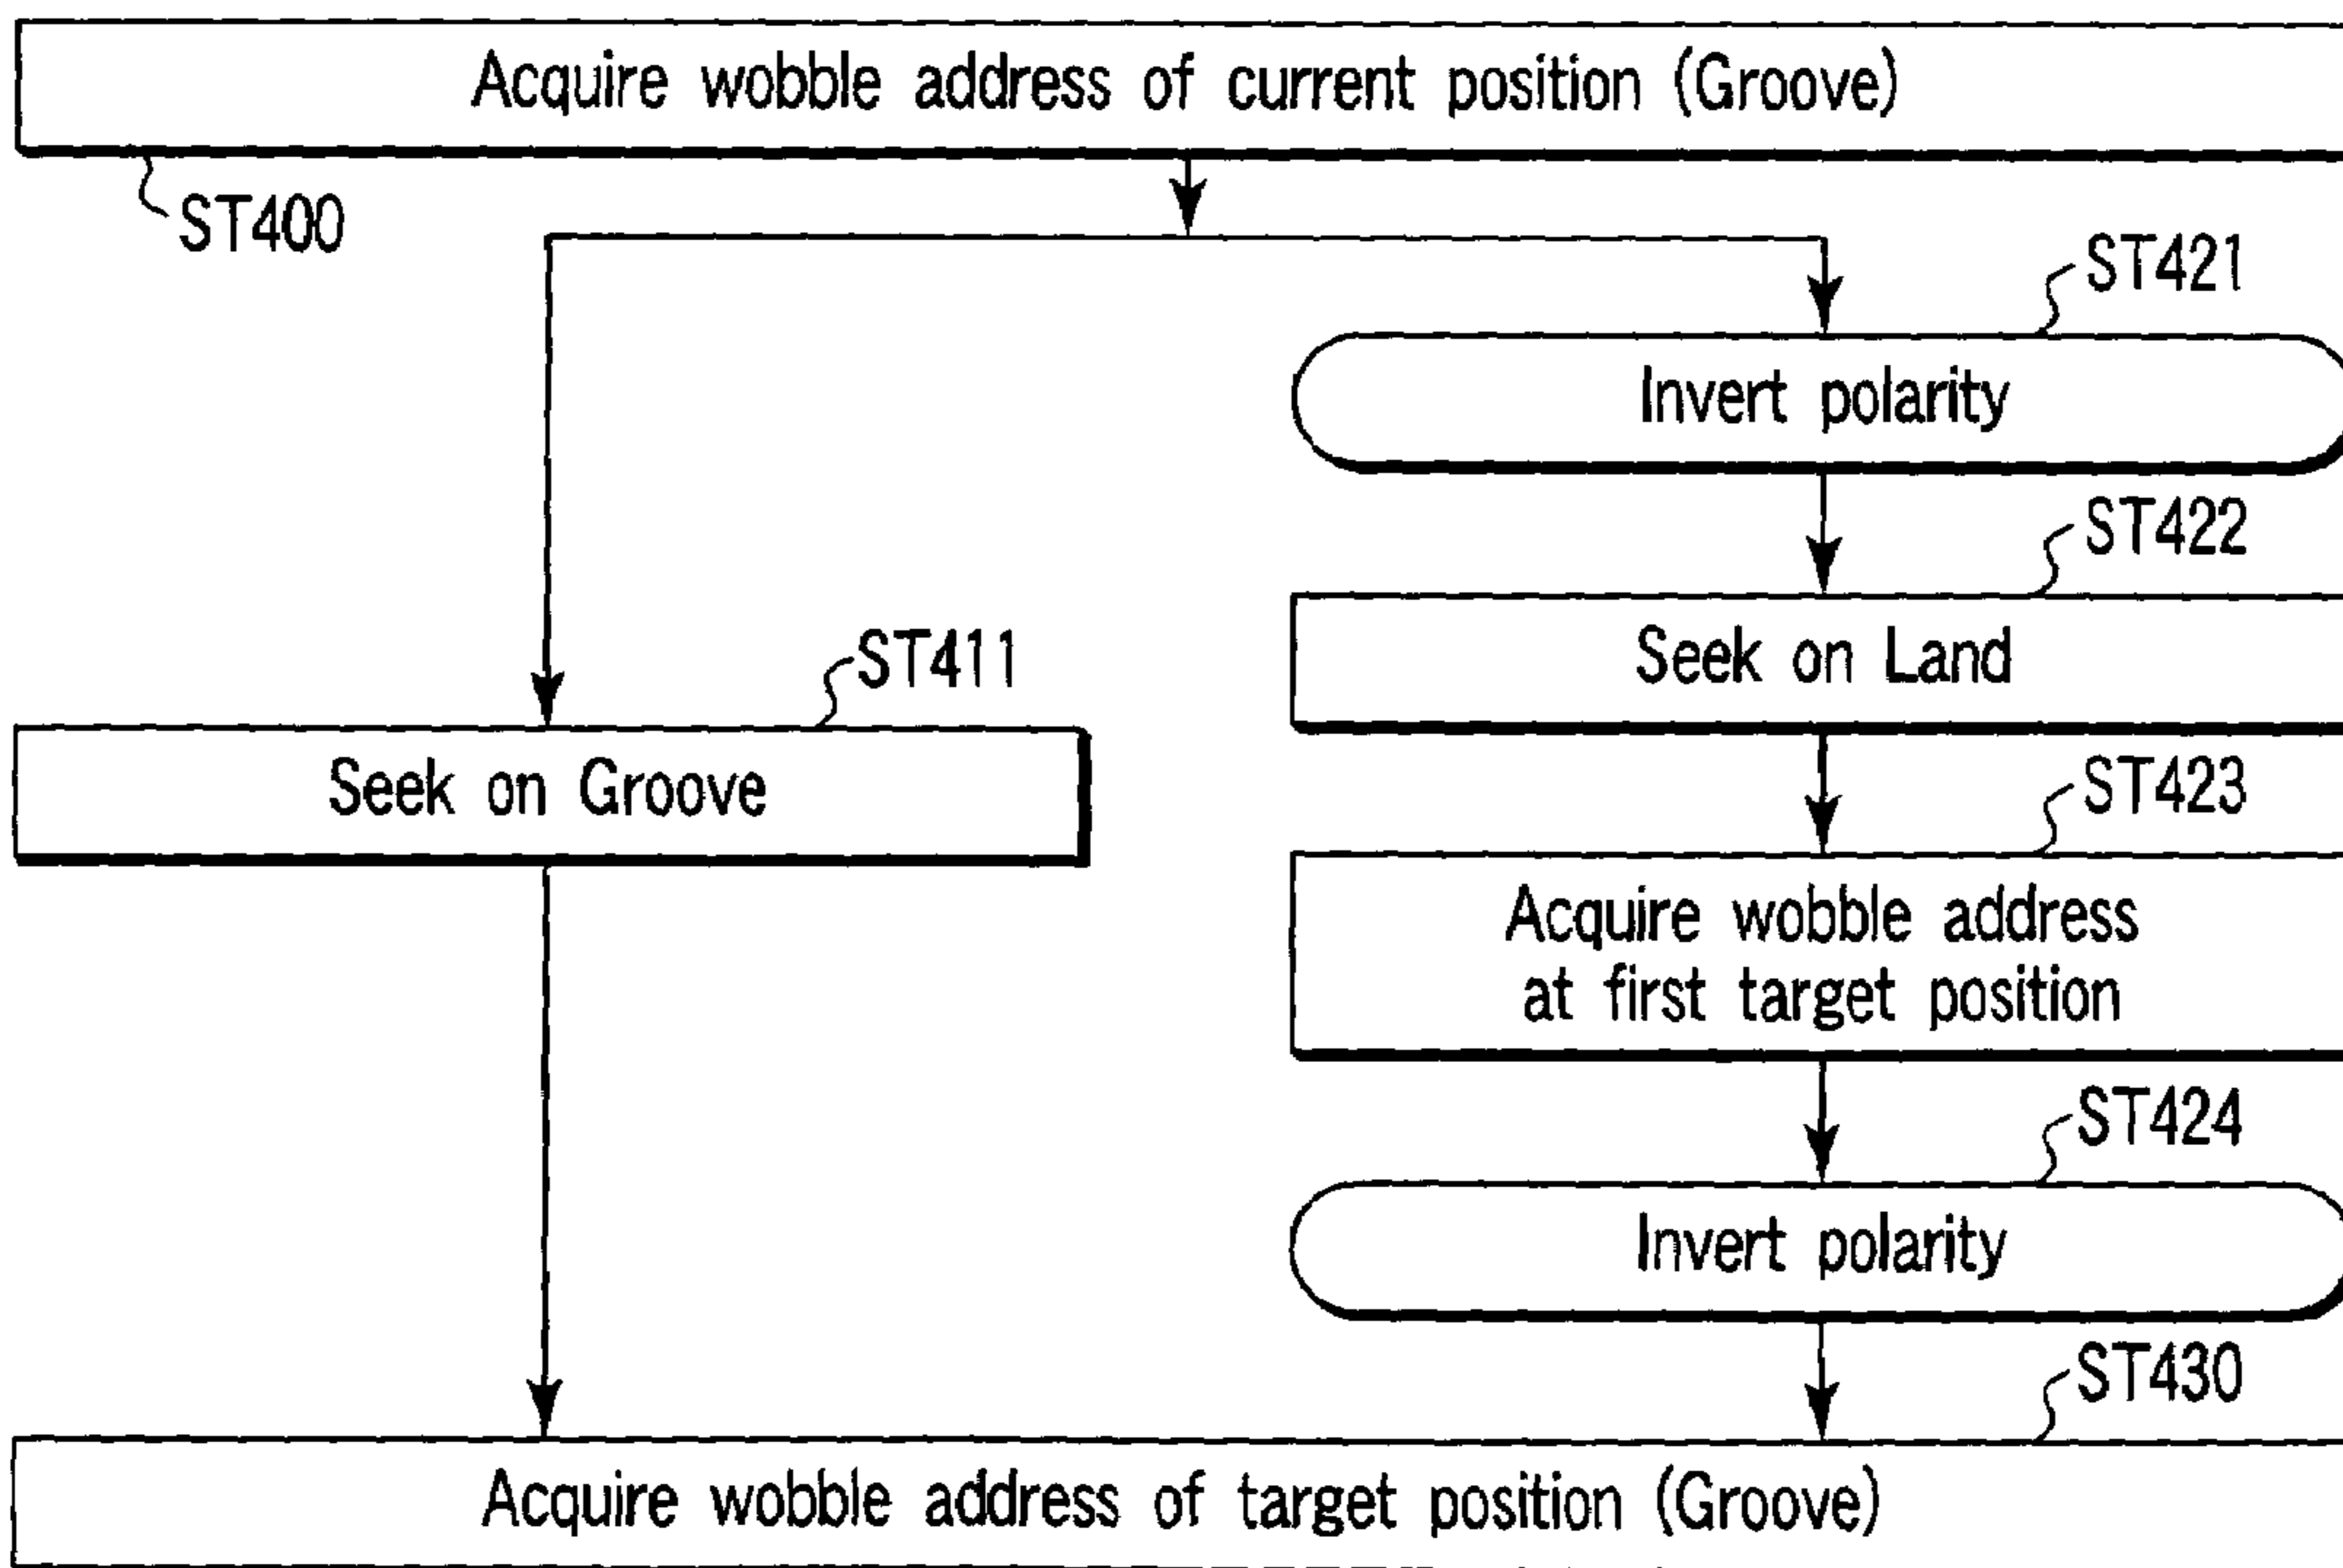 Acquire wobble address of current position (Groove)
ST400
ST421
Invert polarity
ST422
Seek on Land
ST411
Seek on Groove
ST423
Acquire wobble address
at first target position
ST424
Invert polarity
ST430
Acquire wobble address of target position (Groove)